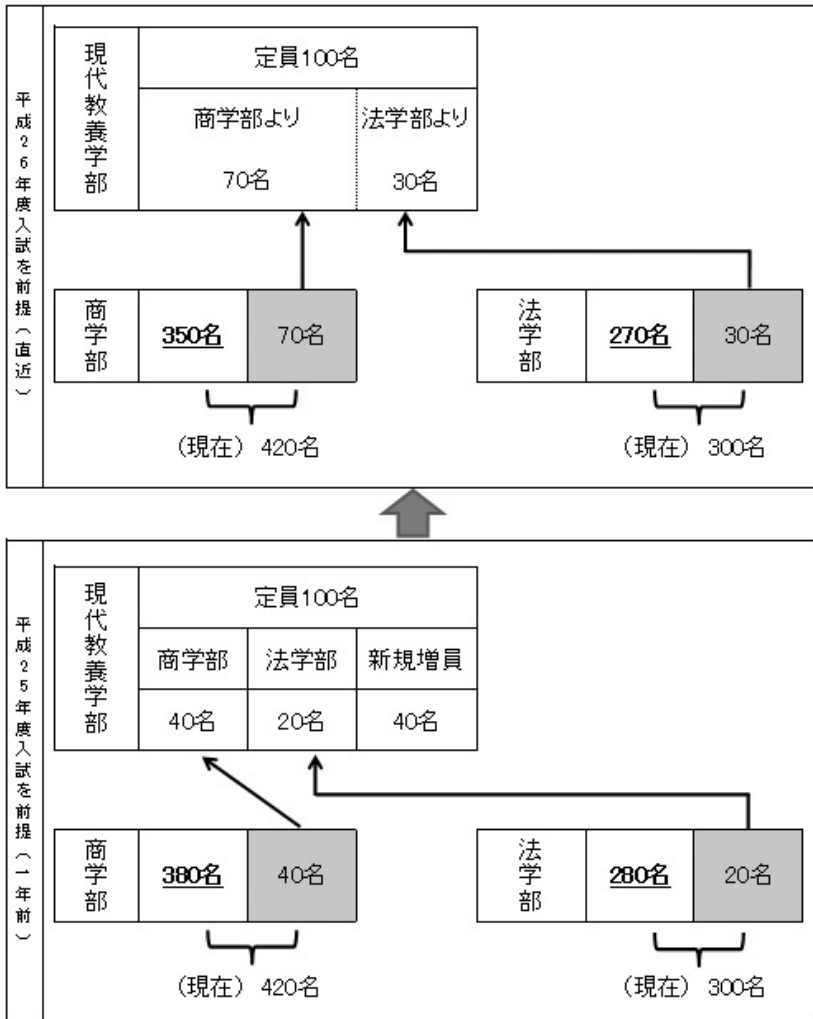 平成26年度入試を前提(直近)
現代教養学部
定員100名
商学部より
法学部より
70名
30名
商学部
350名
70名
法学部
270名
30名
(現在) 420名
(現在) 300名
平成25年度入試を前提(一年前)
現代教養学部
定員100名
商学部
法学部
新規増員
40名
20名
40名
商学部
380名
40名
法学部
280名
20名
(現在) 420名
(現在) 300名